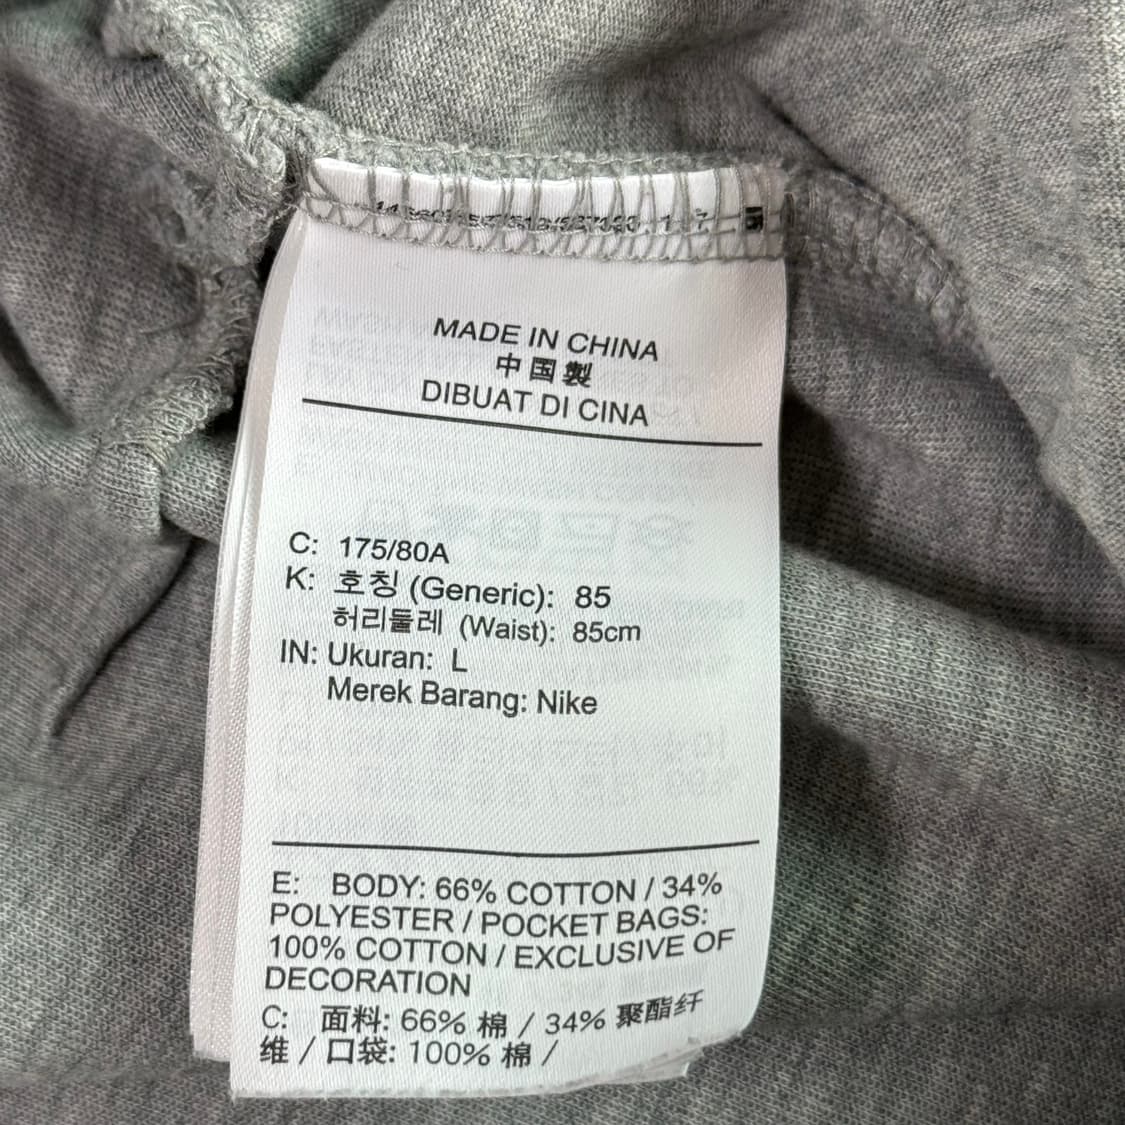 MADE IN CHINA
中国製
DIBUAT DI CINA
C: 175/80A
K: 호칭 (Generic): 85
허리둘레 (Waist): 85cm
IN: Ukuran: L
Merek Barang: Nike
E: BODY: 66% COTTON / 34%
POLYESTER / POCKET BAGS:
100% COTTON / EXCLUSIVE OF
DECORATION
C: 面料: 66% 棉 / 34% 聚酯纤
维 / 口袋: 100% 棉 /